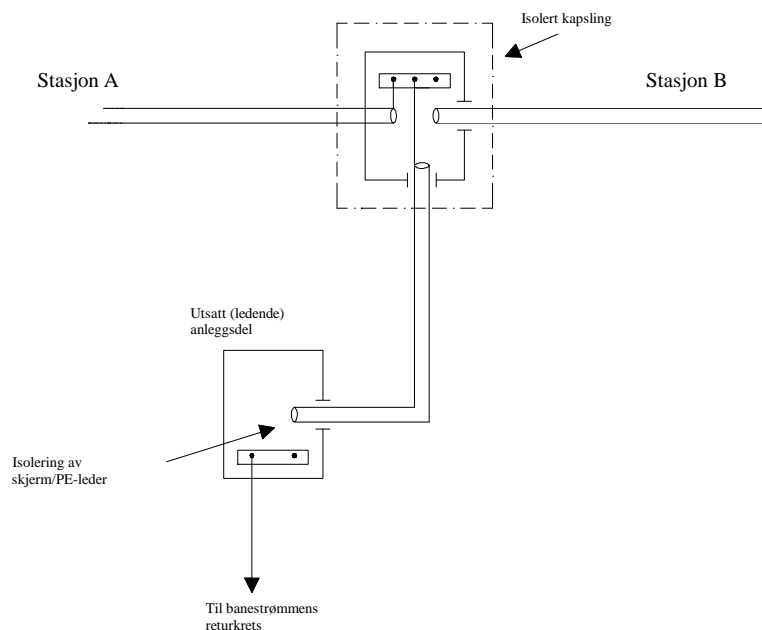 Isolert kapsling
Stasjon A
Stasjon B
Utsatt (ledende)
anleggsdel
Isolering av
skjerm/PE-leder
Til banestrømmens
returkrets